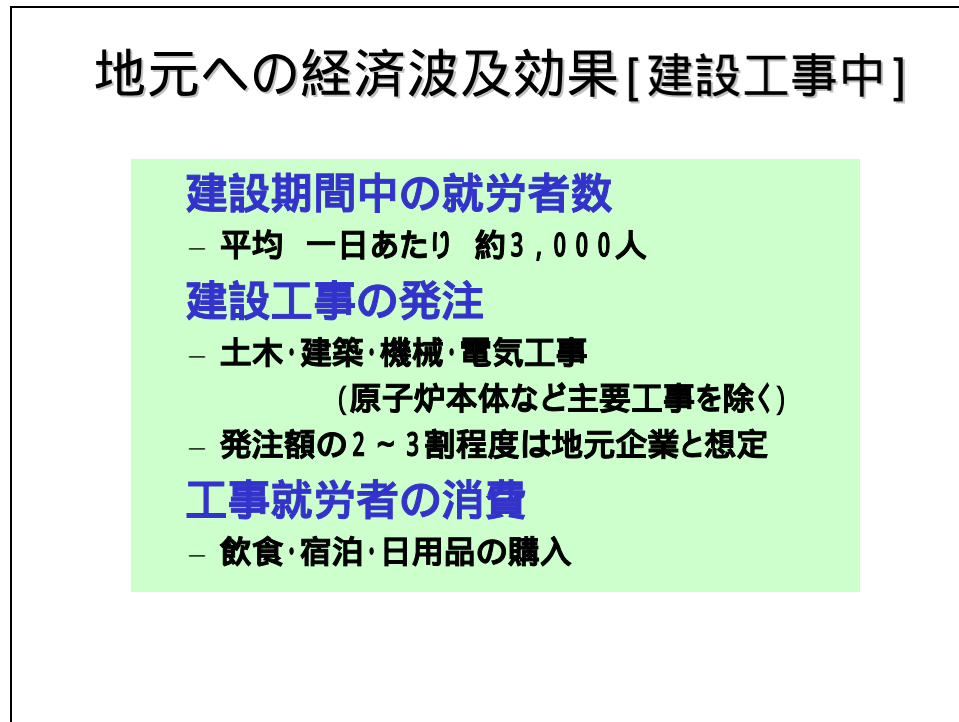 地元への経済波及効果[建設工事中]
建設期間中の就労者数
– 平均　一日あたり　約3,000人
建設工事の発注
– 土木･建築･機械･電気工事
(原子炉本体など主要工事を除く)
– 発注額の2～3割程度は地元企業と想定
工事就労者の消費
– 飲食･宿泊･日用品の購入